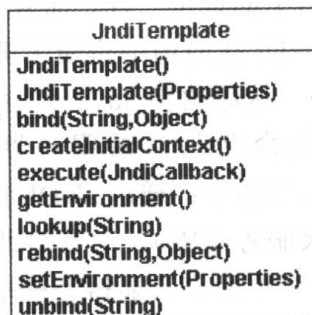 JndiTemplate
JndiTemplate()
JndiTemplate(Properties)
bind(String,Object)
createInitialContext()
execute(JndiCallback)
getEnvironment()
lookup(String)
rebind(String,Object)
setEnvironment(Properties)
unbind(String)